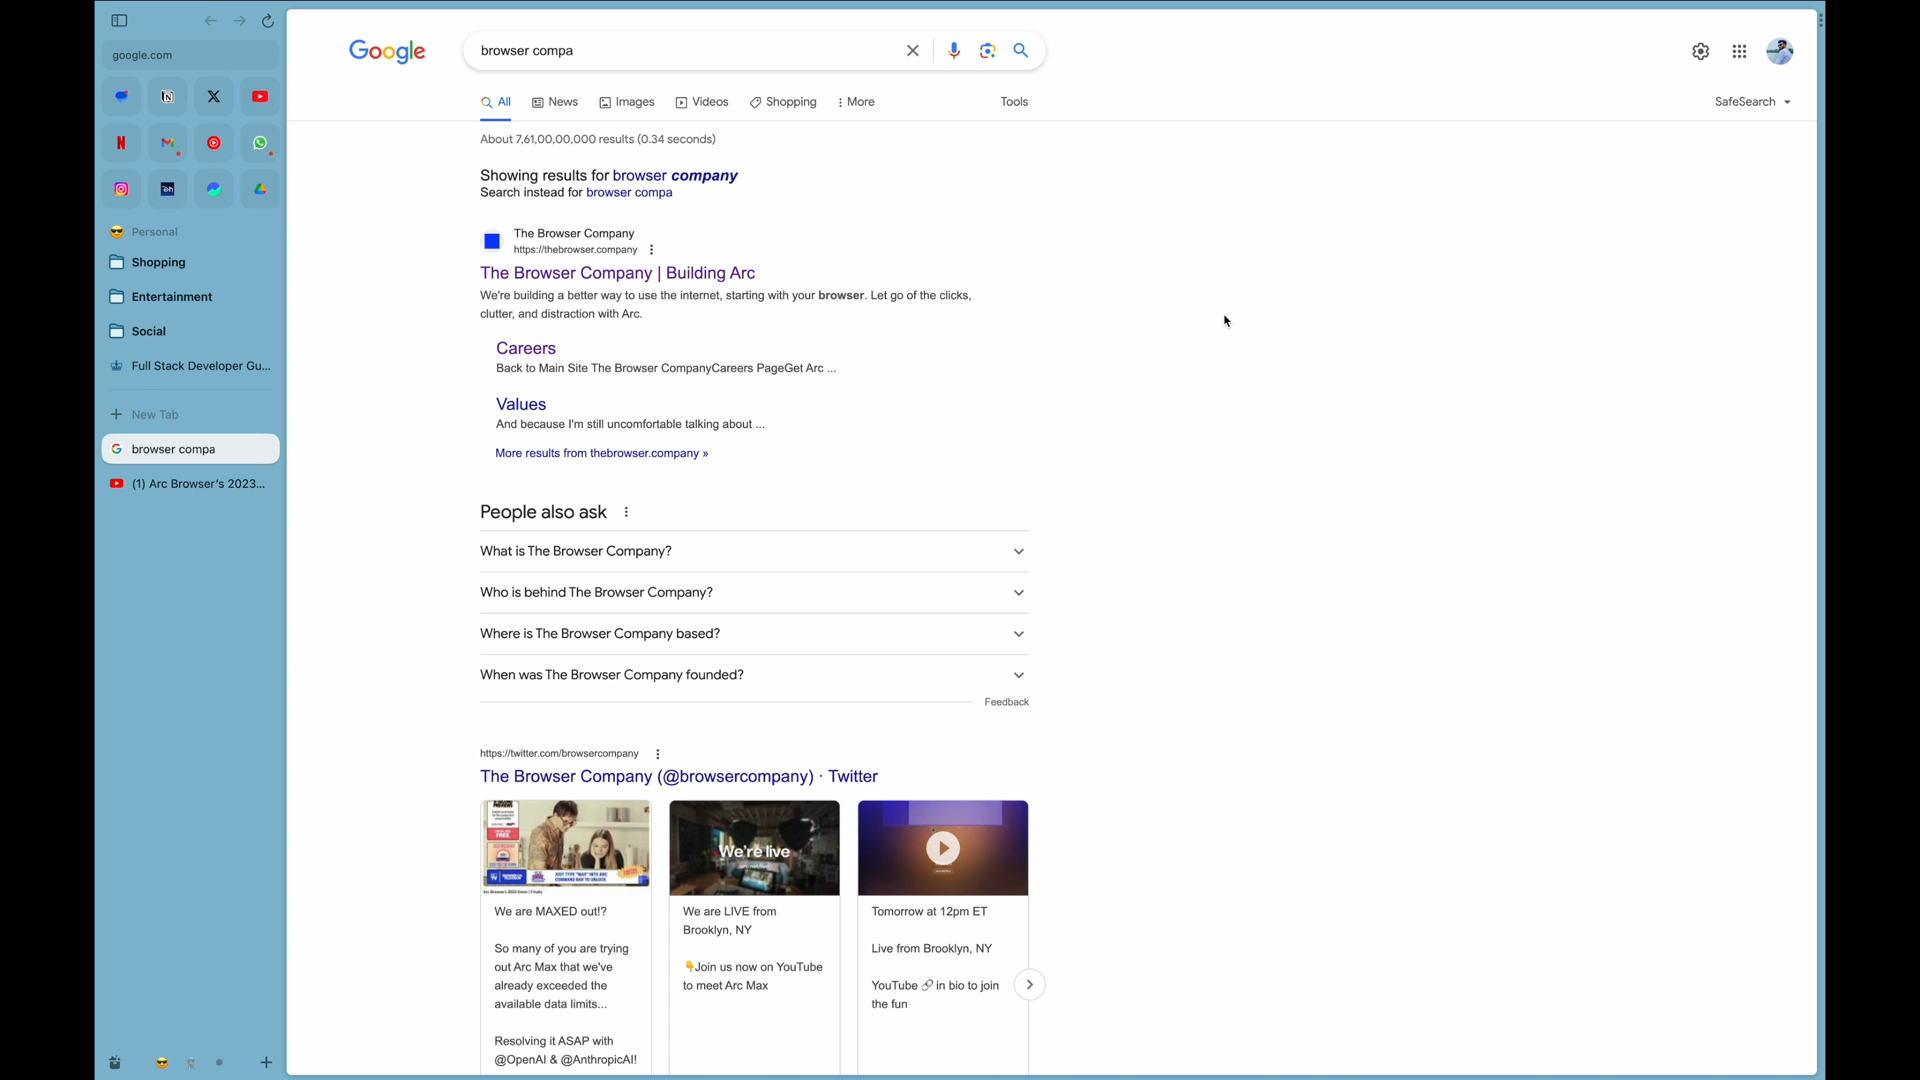 google.com
Personal
Shopping
Entertainment
Social
Full Stack Developer Gu...
New Tab
browser compa
(1) Arc Browser's 2023...
Google
browser compa
All
News
Images
Videos
Shopping
More
Tools
SafeSearch
About 7,61,00,00,000 results (0.34 seconds)
Showing results for browser company
Search instead for browser compa
The Browser Company
https://thebrowser.company
The Browser Company | Building Arc
We're building a better way to use the internet, starting with your browser. Let go of the clicks,
clutter, and distraction with Arc.
Careers
Back to Main Site The Browser CompanyCareers PageGet Arc ...
Values
And because I'm still uncomfortable talking about ...
More results from thebrowser.company »
People also ask
What is The Browser Company?
Who is behind The Browser Company?
Where is The Browser Company based?
When was The Browser Company founded?
Feedback
https://twitter.com/browsercompany
The Browser Company (@browsercompany) · Twitter
We're live
We are MAXED out!?
So many of you are trying
out Arc Max that we've
already exceeded the
available data limits...
Resolving it ASAP with
@OpenAI & @AnthropicAI!
We are LIVE from
Brooklyn, NY
👇Join us now on YouTube
to meet Arc Max
Tomorrow at 12pm ET
Live from Brooklyn, NY
YouTube 🔗 in bio to join
the fun